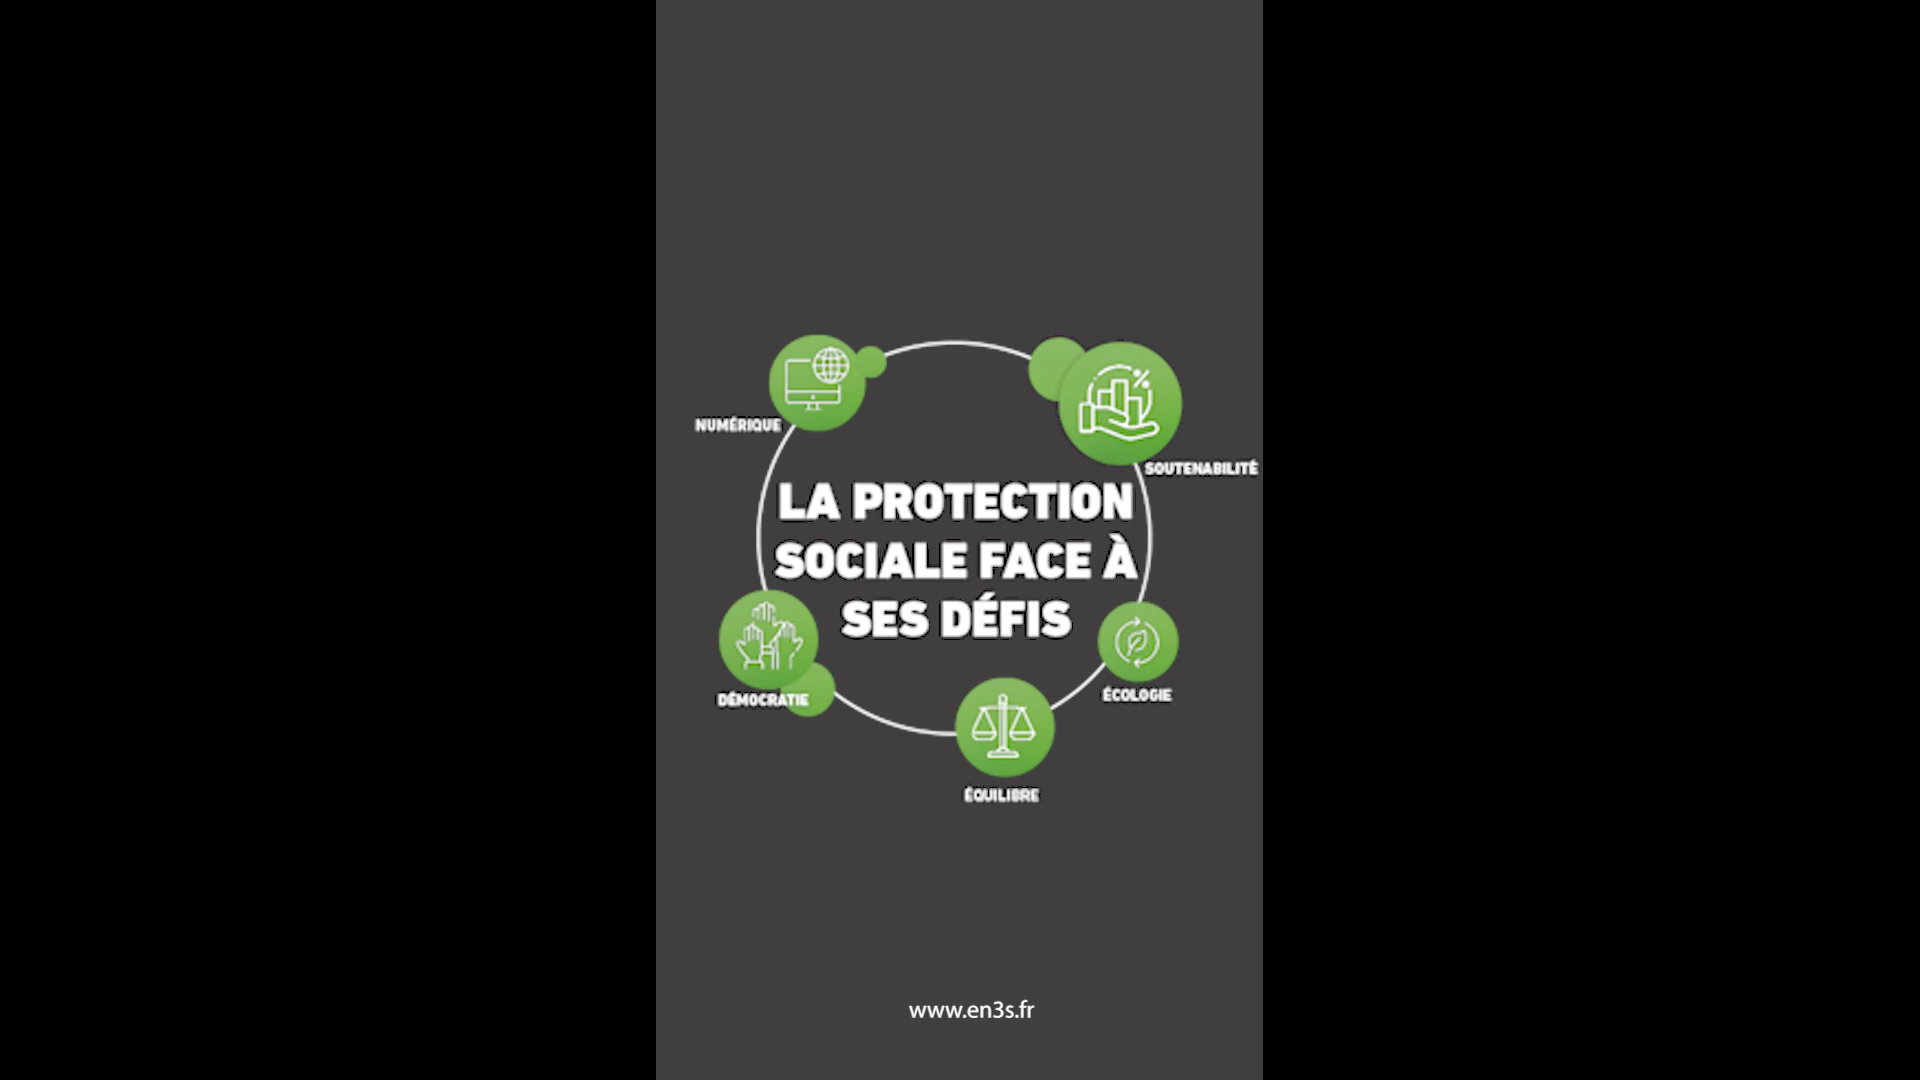 NUMÉRIQUE
SOUTENABILITÉ
LA PROTECTION
SOCIALE FACE À
SES DÉFIS
DÉMOCRATIE
ÉCOLOGIE
ÉQUILIBRE
www.en3s.fr